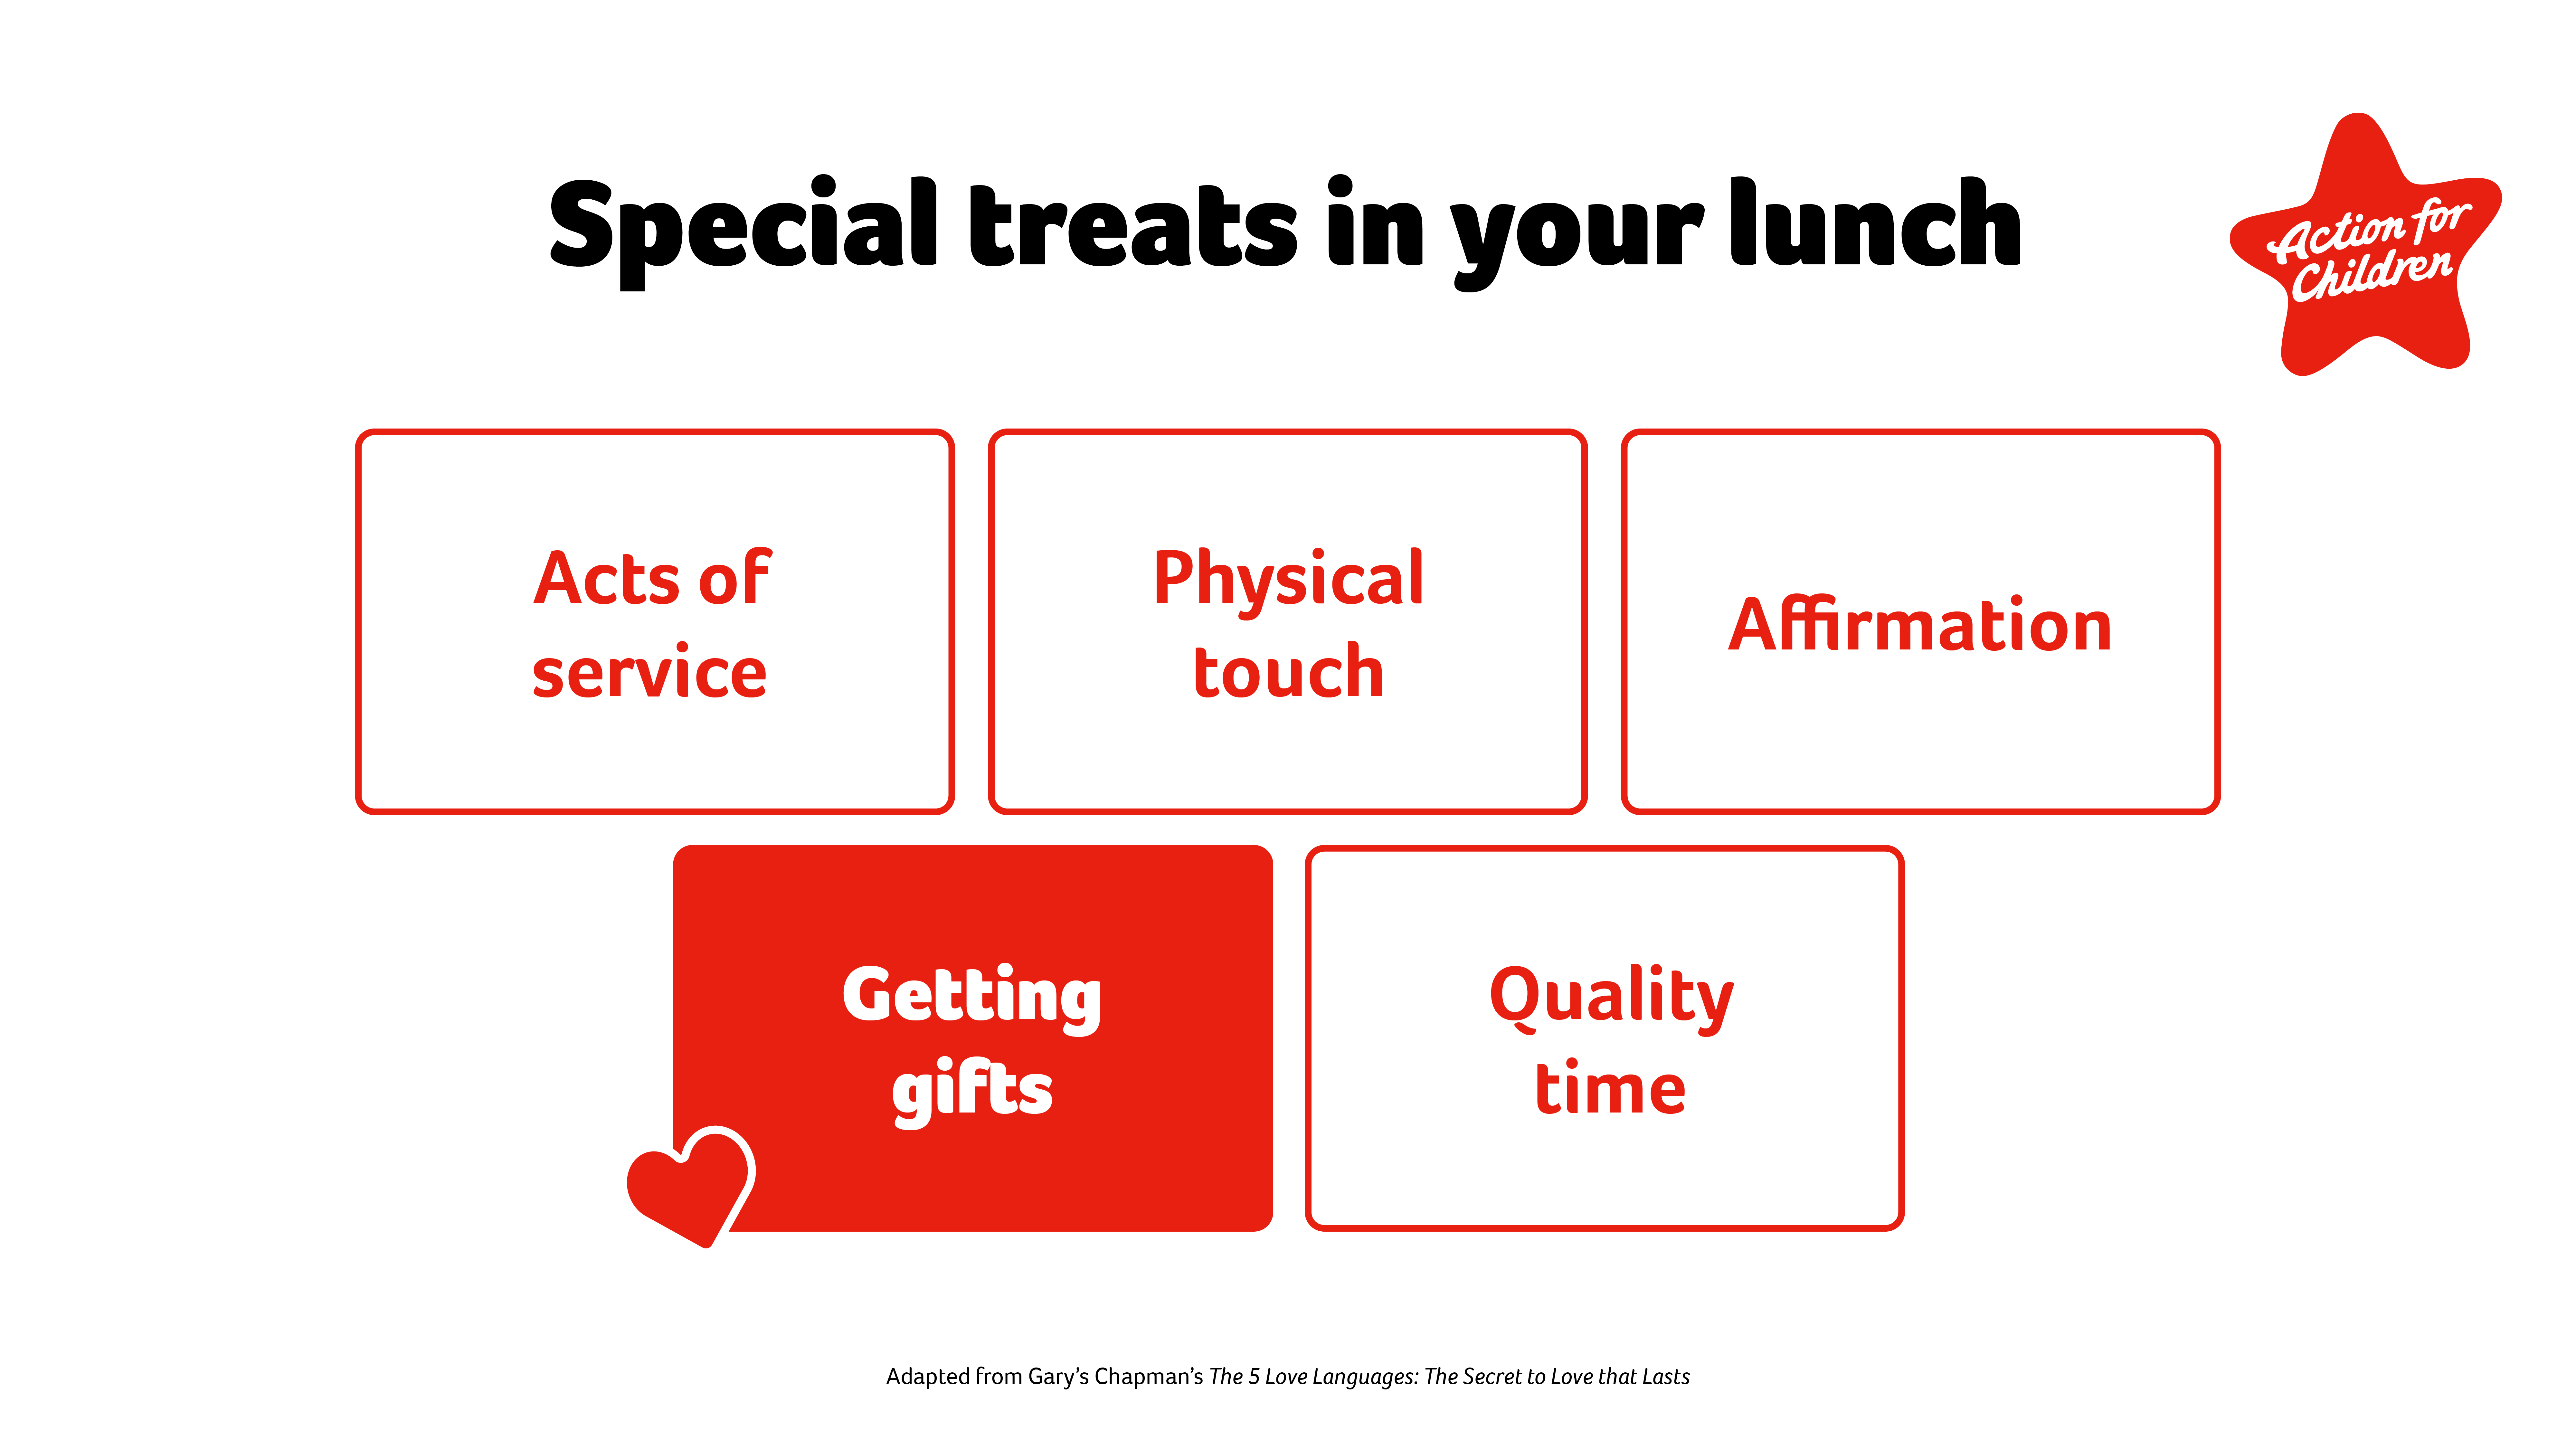 Special treats in your lunch
Action for
Children
Acts of
service
Physical
touch
Affirmation
Getting
gifts
Quality
time
Adapted from Gary’s Chapman’s The 5 Love Languages: The Secret to Love that Lasts